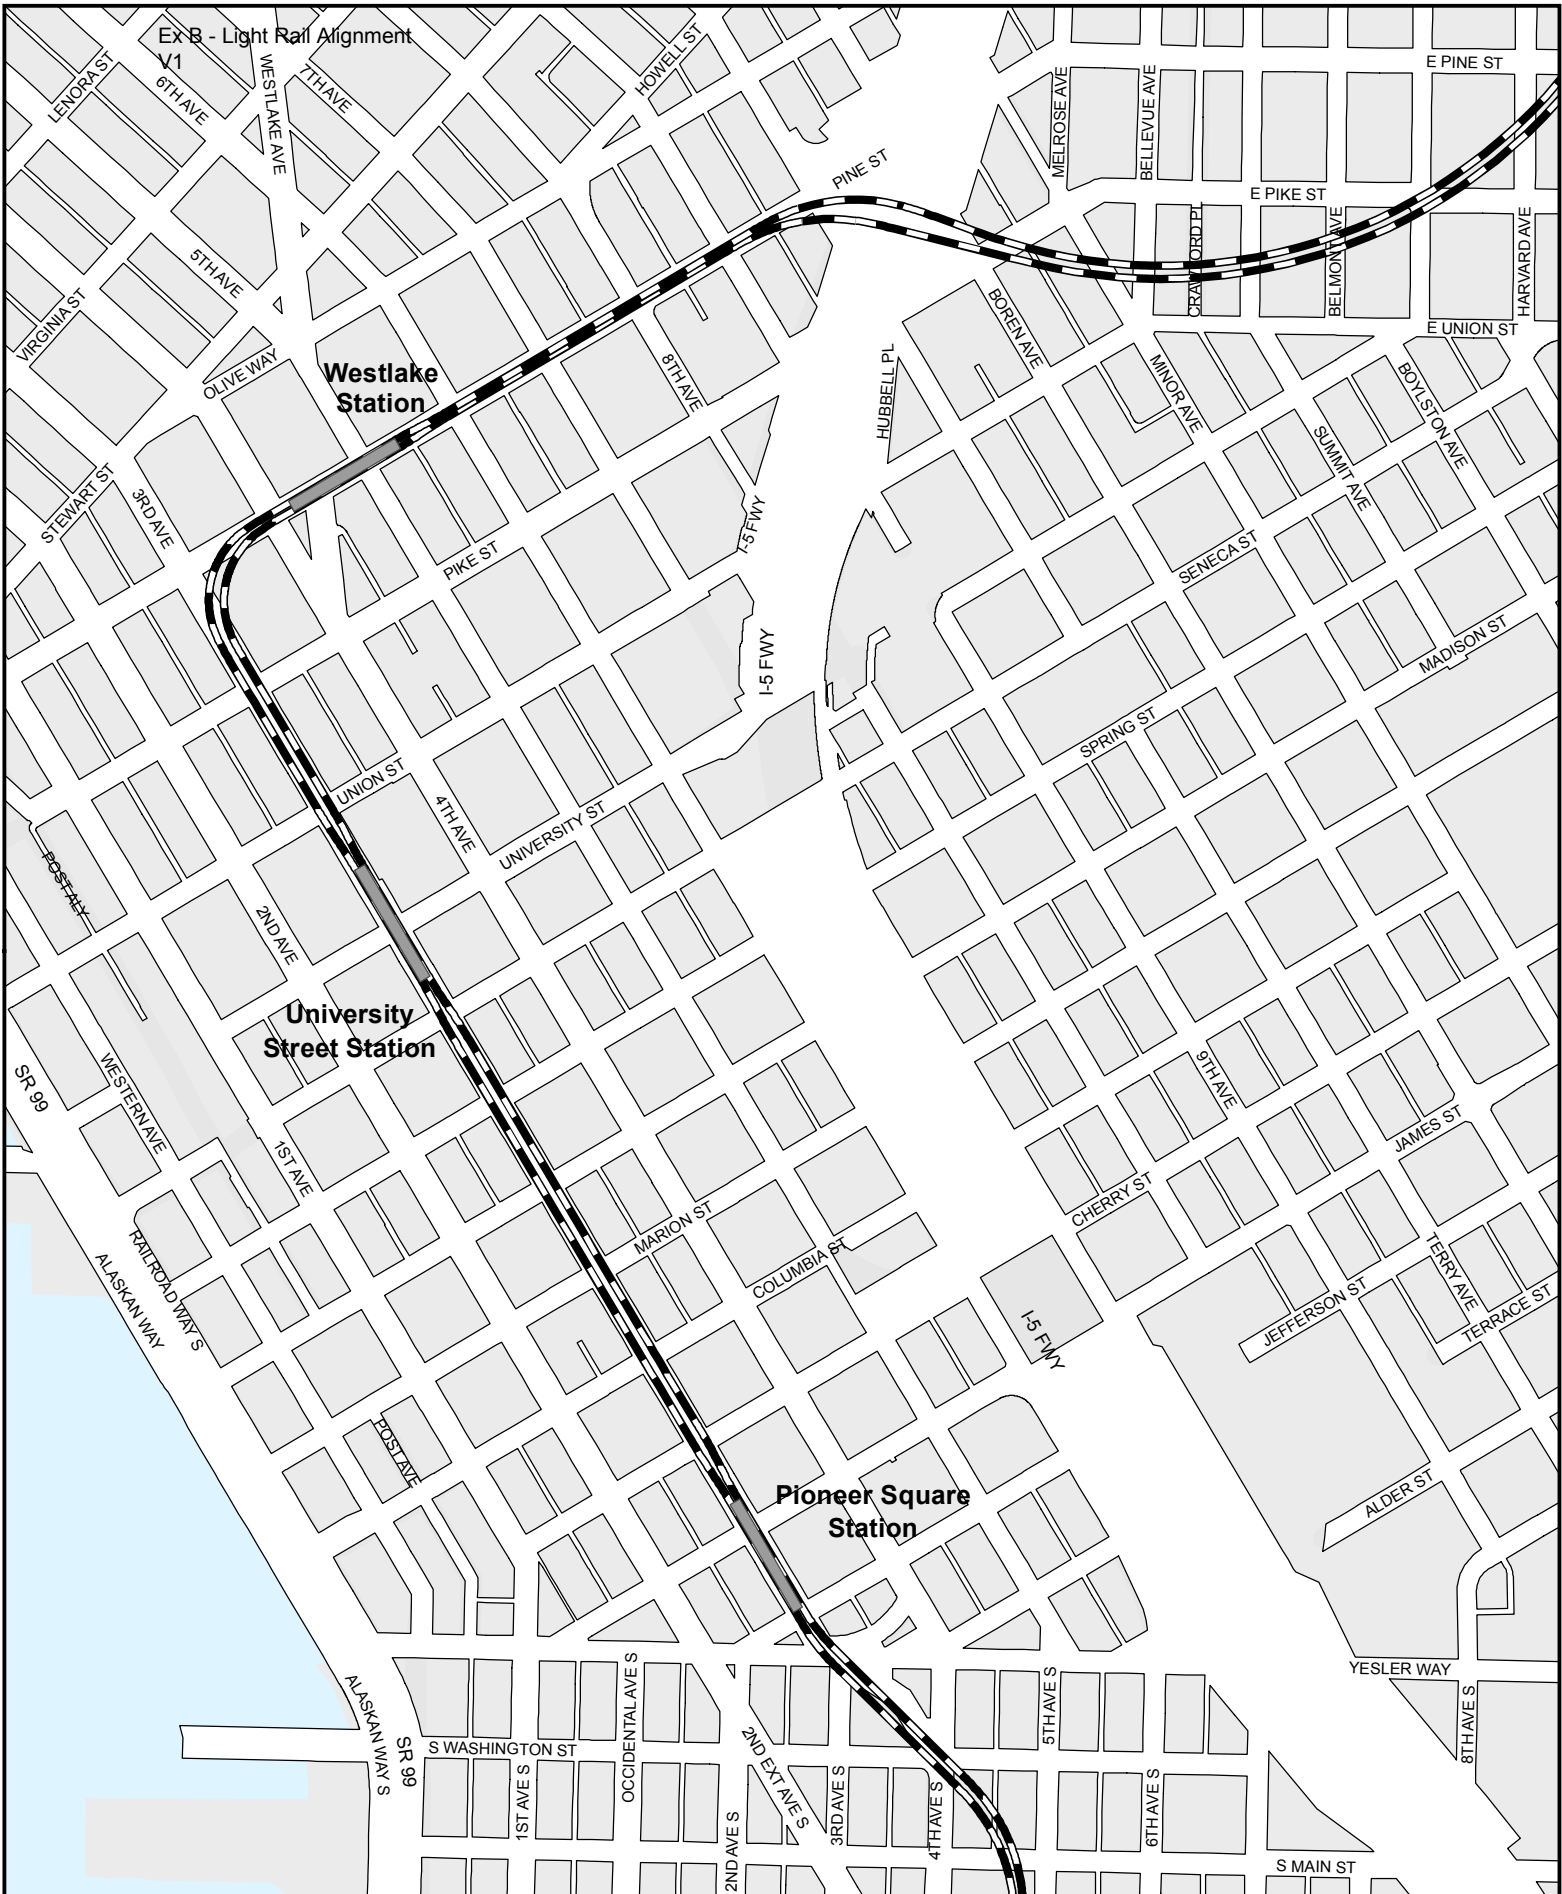 Ex B - Light Rail Alignment
V1
LENORA ST
6TH AVE
WESTLAKE AVE
7TH AVE
HOWELL ST
MELROSE AVE
BELLEVUE AVE
E PINE ST
PINE ST
E PIKE ST
CRAWFORD PL
BELMONT AVE
HARVARD AVE
5TH AVE
VIRGINIA ST
OLIVE WAY
Westlake
Station
8TH AVE
HUBBELL PL
BOREN AVE
MINOR AVE
E UNION ST
BOYLSTON AVE
SUMMIT AVE
STEWART ST
3RD AVE
PIKE ST
I-5 FWY
SENECA ST
I-5 FWY
MADISON ST
SPRING ST
UNION ST
4TH AVE
UNIVERSITY ST
POST ALY
2ND AVE
University
Street Station
SR 99
WESTERN AVE
9TH AVE
1ST AVE
JAMES ST
CHERRY ST
MARION ST
COLUMBIA ST
RAILROAD WAY S
ALASKAN WAY
TERRY AVE
JEFFERSON ST
TERRACE ST
I-5 FWY
POST AVE
Pioneer Square
Station
ALDER ST
YESLER WAY
ALASKAN WAY S
SR 99
S WASHINGTON ST
OCCIDENTAL AVE S
2ND EXT AVE S
5TH AVE S
8TH AVE S
1ST AVE S
2ND AVE S
3RD AVE S
4TH AVE S
6TH AVE S
S MAIN ST